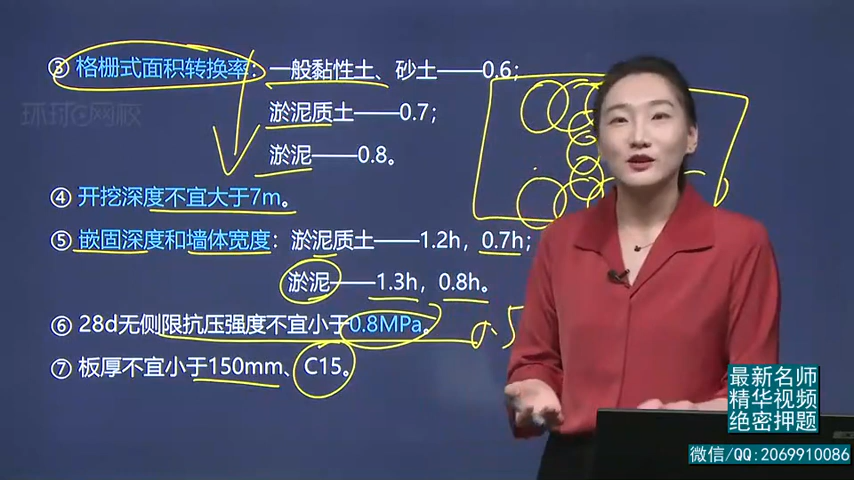 ③ 格栅式面积转换率：一般黏性土、砂土——0.6；
环球网校
淤泥质土——0.7；
淤泥——0.8。
④ 开挖深度不宜大于7m。
⑤ 嵌固深度和墙体宽度：淤泥质土——1.2h，0.7h；
淤泥——1.3h，0.8h。
⑥ 28d无侧限抗压强度不宜小于0.8MPa。
0.5
⑦ 板厚不宜小于150mm、C15。
最新名师
精华视频
绝密押题
微信/QQ:2069910086